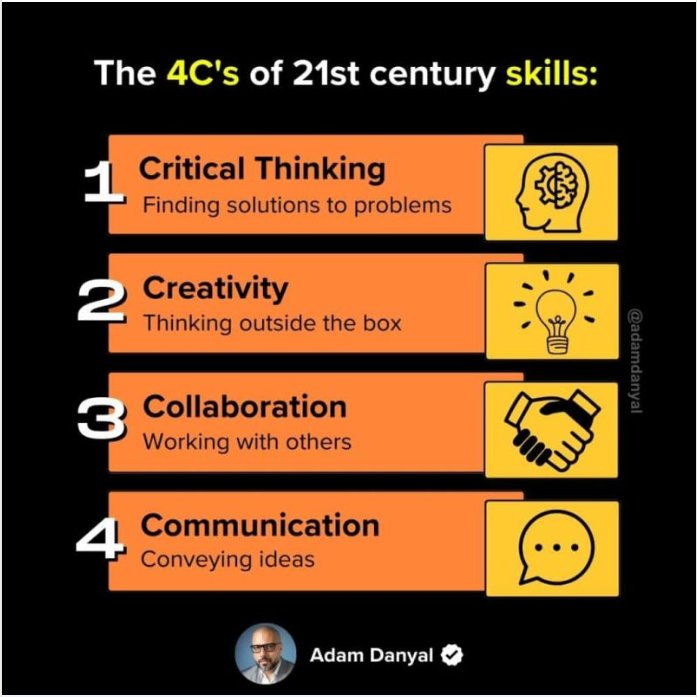 The 4C's of 21st century skills:
1
Critical Thinking
Finding solutions to problems
2
Creativity
Thinking outside the box
3
Collaboration
Working with others
4
Communication
Conveying ideas
@adamdanyal
Adam Danyal